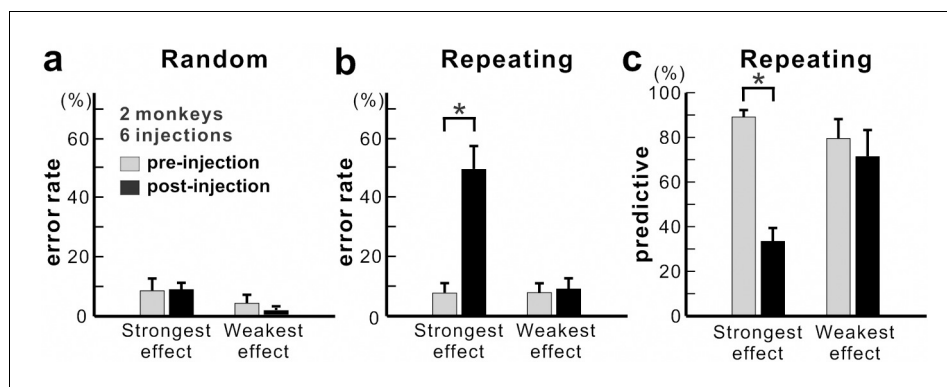 a Random
(%)
60
40
20
0
error rate
2 monkeys
6 injections
pre-injection
post-injection
Strongest effect
Weakest effect
b Repeating
(%)
60
40
20
0
error rate
*
Strongest effect
Weakest effect
c Repeating
(%)
100
80
60
40
20
0
predictive
*
Strongest effect
Weakest effect